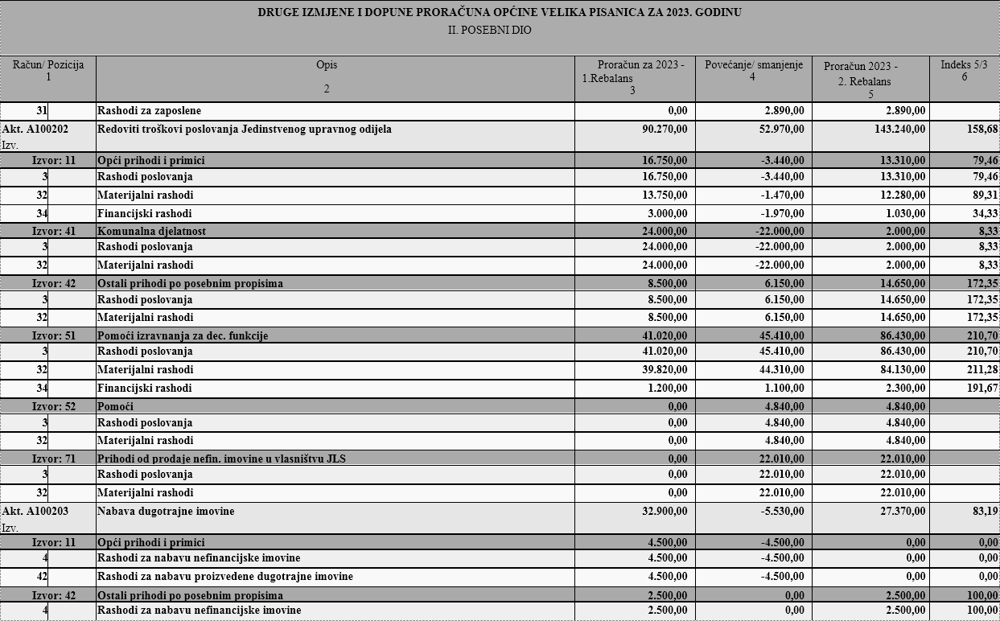 DRUGE IZMJENE I DOPUNE PRORAČUNA OPĆINE VELIKA PISANICA ZA 2023. GODINU
II. POSEBNI DIO
Račun/ Pozicija 1 Opis 2 Proračun za 2023 - 1.Rebalans 3 Povećanje/ smanjenje 4 Proračun 2023 - 2. Rebalans 5 Indeks 5/3 6
31 Rashodi za zaposlene 0,00 2.890,00 2.890,00
Akt. A100202 Redoviti troškovi poslovanja Jedinstvenog upravnog odijela 90.270,00 52.970,00 143.240,00 158,68
Izv.
Izvor: 11 Opći prihodi i primici 16.750,00 -3.440,00 13.310,00 79,46
3 Rashodi poslovanja 16.750,00 -3.440,00 13.310,00 79,46
32 Materijalni rashodi 13.750,00 -1.470,00 12.280,00 89,31
34 Financijski rashodi 3.000,00 -1.970,00 1.030,00 34,33
Izvor: 41 Komunalna djelatnost 24.000,00 -22.000,00 2.000,00 8,33
3 Rashodi poslovanja 24.000,00 -22.000,00 2.000,00 8,33
32 Materijalni rashodi 24.000,00 -22.000,00 2.000,00 8,33
Izvor: 42 Ostali prihodi po posebnim propisima 8.500,00 6.150,00 14.650,00 172,35
3 Rashodi poslovanja 8.500,00 6.150,00 14.650,00 172,35
32 Materijalni rashodi 8.500,00 6.150,00 14.650,00 172,35
Izvor: 51 Pomoći izravnanja za dec. funkcije 41.020,00 45.410,00 86.430,00 210,70
3 Rashodi poslovanja 41.020,00 45.410,00 86.430,00 210,70
32 Materijalni rashodi 39.820,00 44.310,00 84.130,00 211,28
34 Financijski rashodi 1.200,00 1.100,00 2.300,00 191,67
Izvor: 52 Pomoći 0,00 4.840,00 4.840,00
3 Rashodi poslovanja 0,00 4.840,00 4.840,00
32 Materijalni rashodi 0,00 4.840,00 4.840,00
Izvor: 71 Prihodi od prodaje nefin. imovine u vlasništvu JLS 0,00 22.010,00 22.010,00
3 Rashodi poslovanja 0,00 22.010,00 22.010,00
32 Materijalni rashodi 0,00 22.010,00 22.010,00
Akt. A100203 Nabava dugotrajne imovine 32.900,00 -5.530,00 27.370,00 83,19
Izv.
Izvor: 11 Opći prihodi i primici 4.500,00 -4.500,00 0,00 0,00
4 Rashodi za nabavu nefinancijske imovine 4.500,00 -4.500,00 0,00 0,00
42 Rashodi za nabavu proizvedene dugotrajne imovine 4.500,00 -4.500,00 0,00 0,00
Izvor: 42 Ostali prihodi po posebnim propisima 2.500,00 0,00 2.500,00 100,00
4 Rashodi za nabavu nefinancijske imovine 2.500,00 0,00 2.500,00 100,00